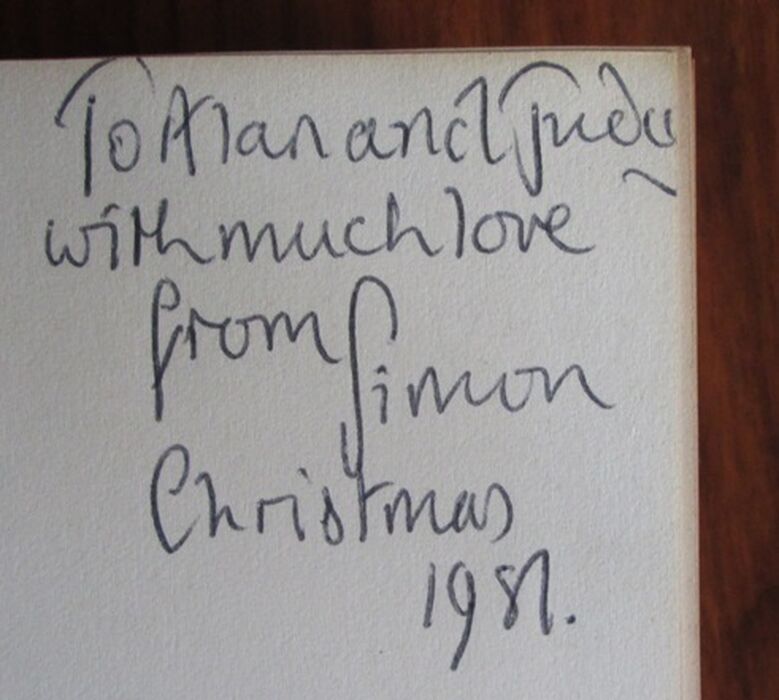 To Alan and Judy
with much love
from Simon
Christmas
1981.